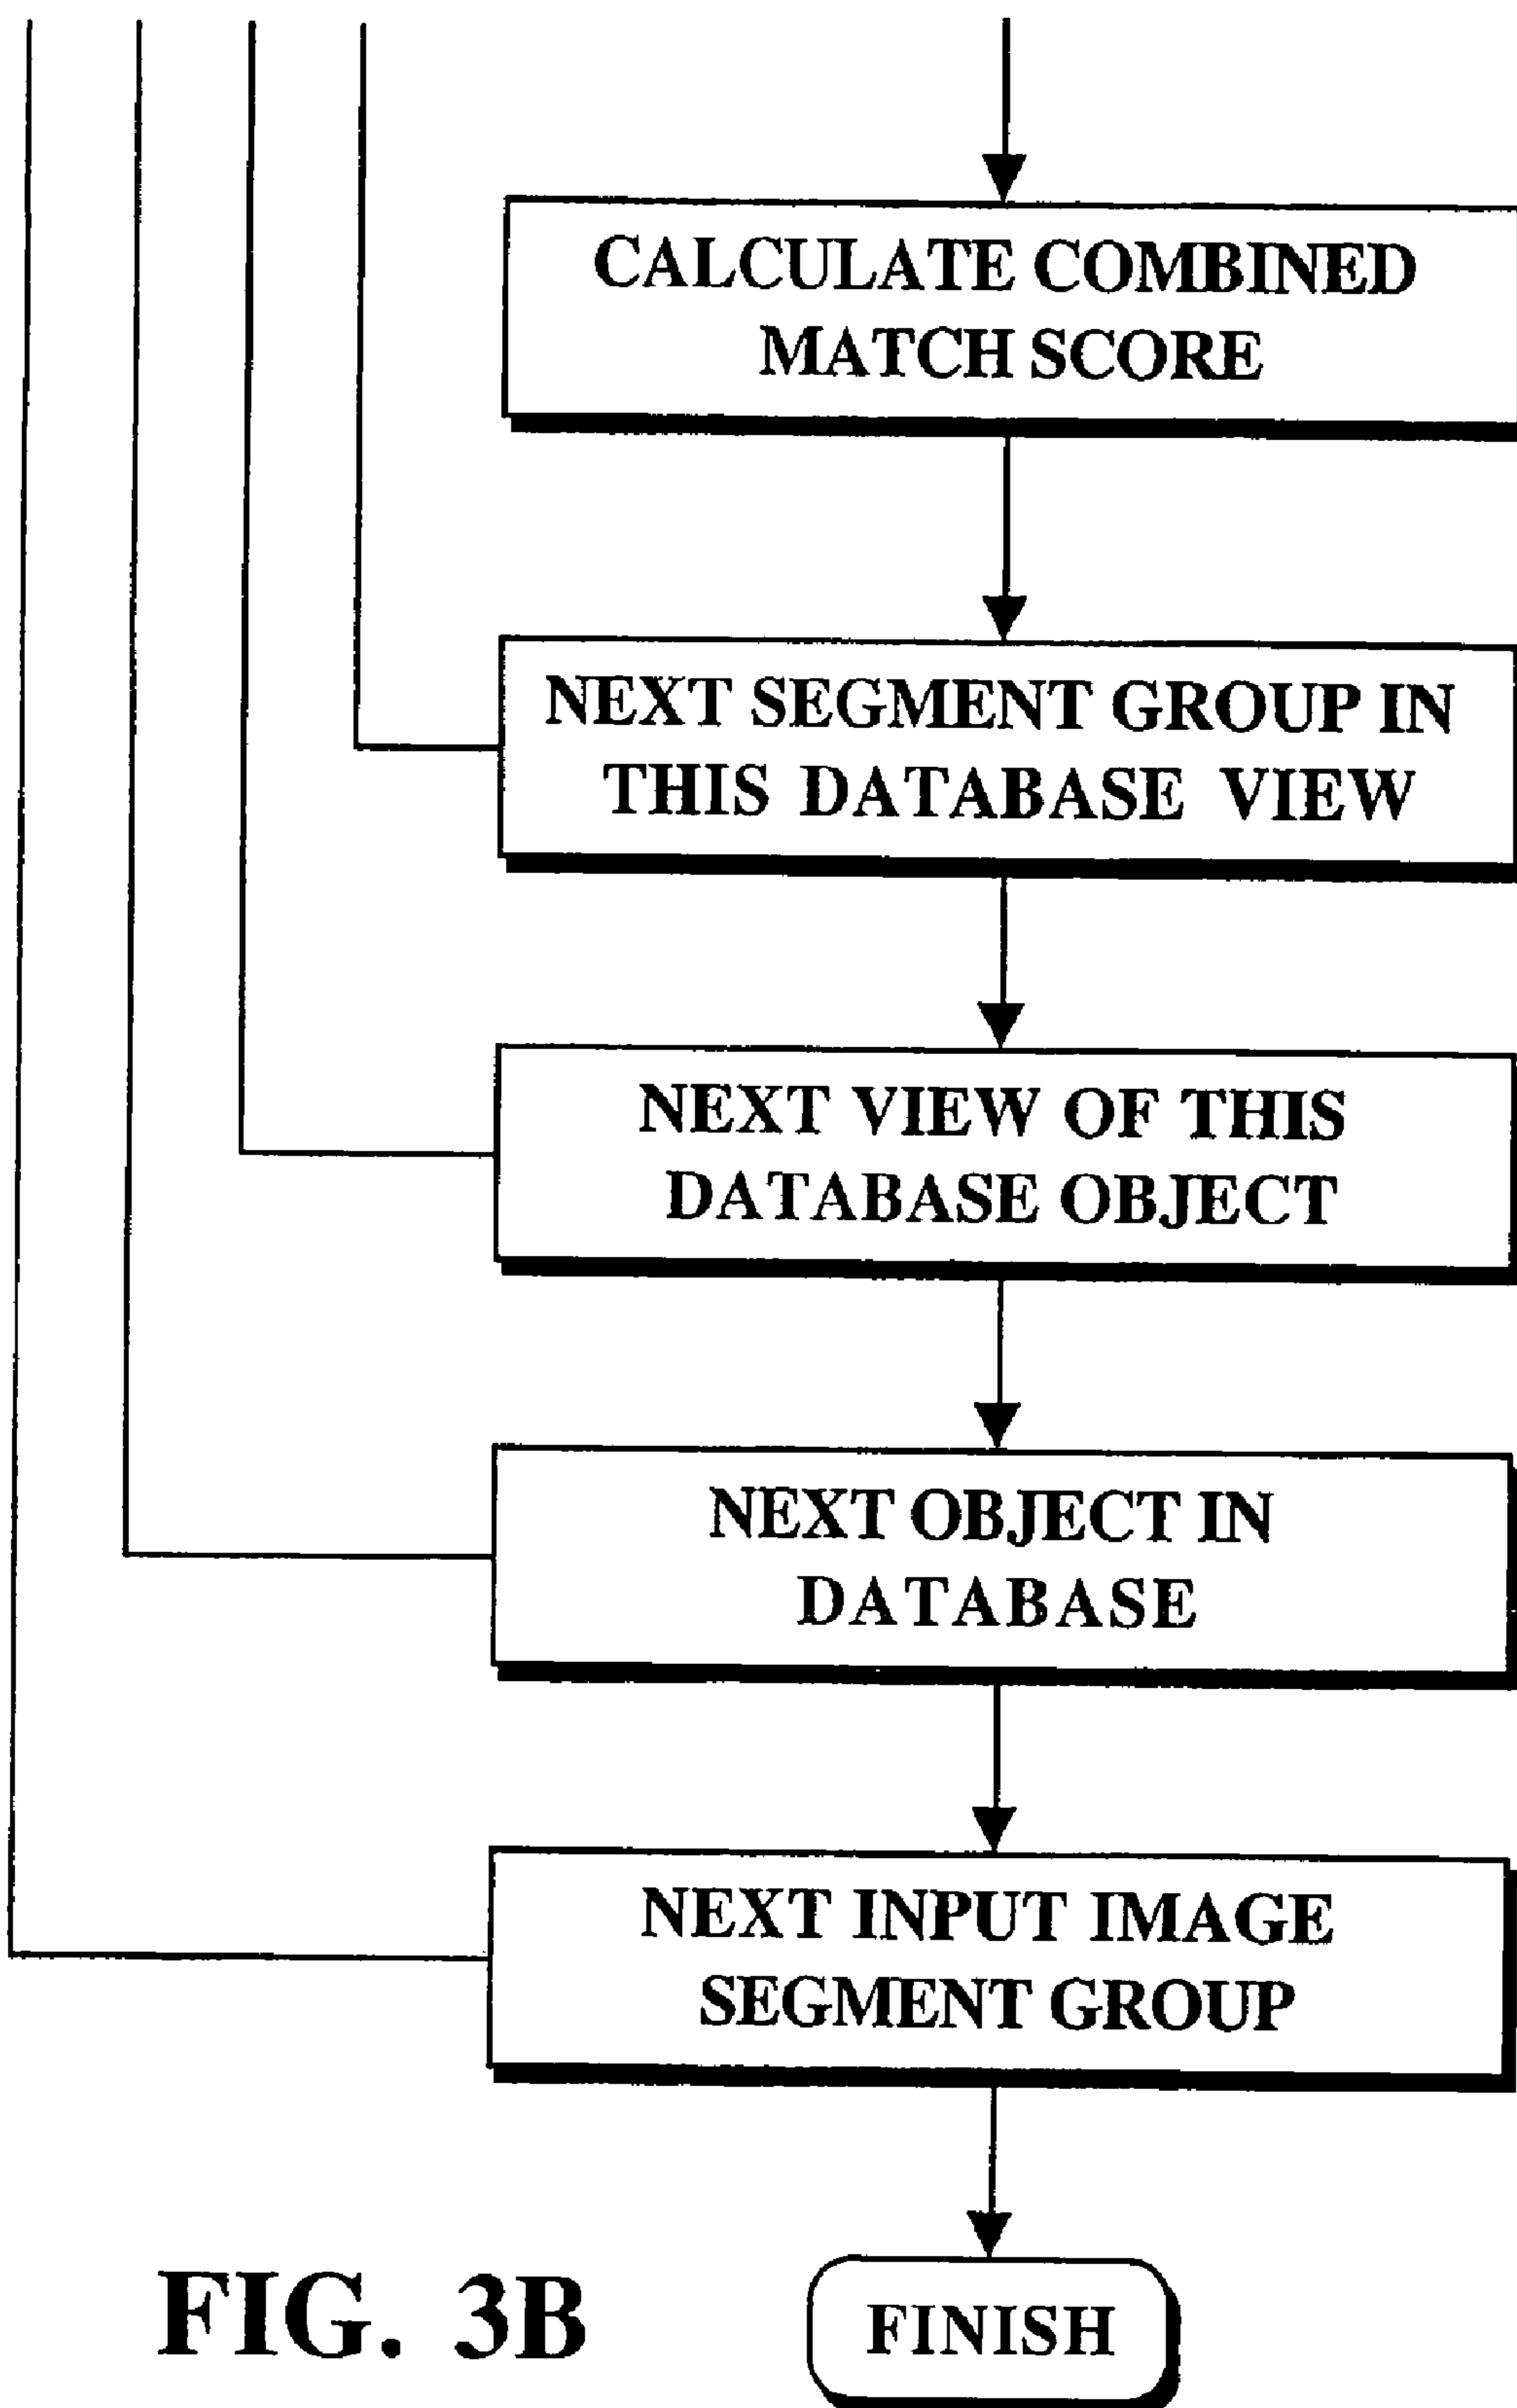 CALCULATE COMBINED
MATCH SCORE
NEXT SEGMENT GROUP IN
THIS DATABASE VIEW
NEXT VIEW OF THIS
DATABASE OBJECT
NEXT OBJECT IN
DATABASE
NEXT INPUT IMAGE
SEGMENT GROUP
FINISH
FIG. 3B